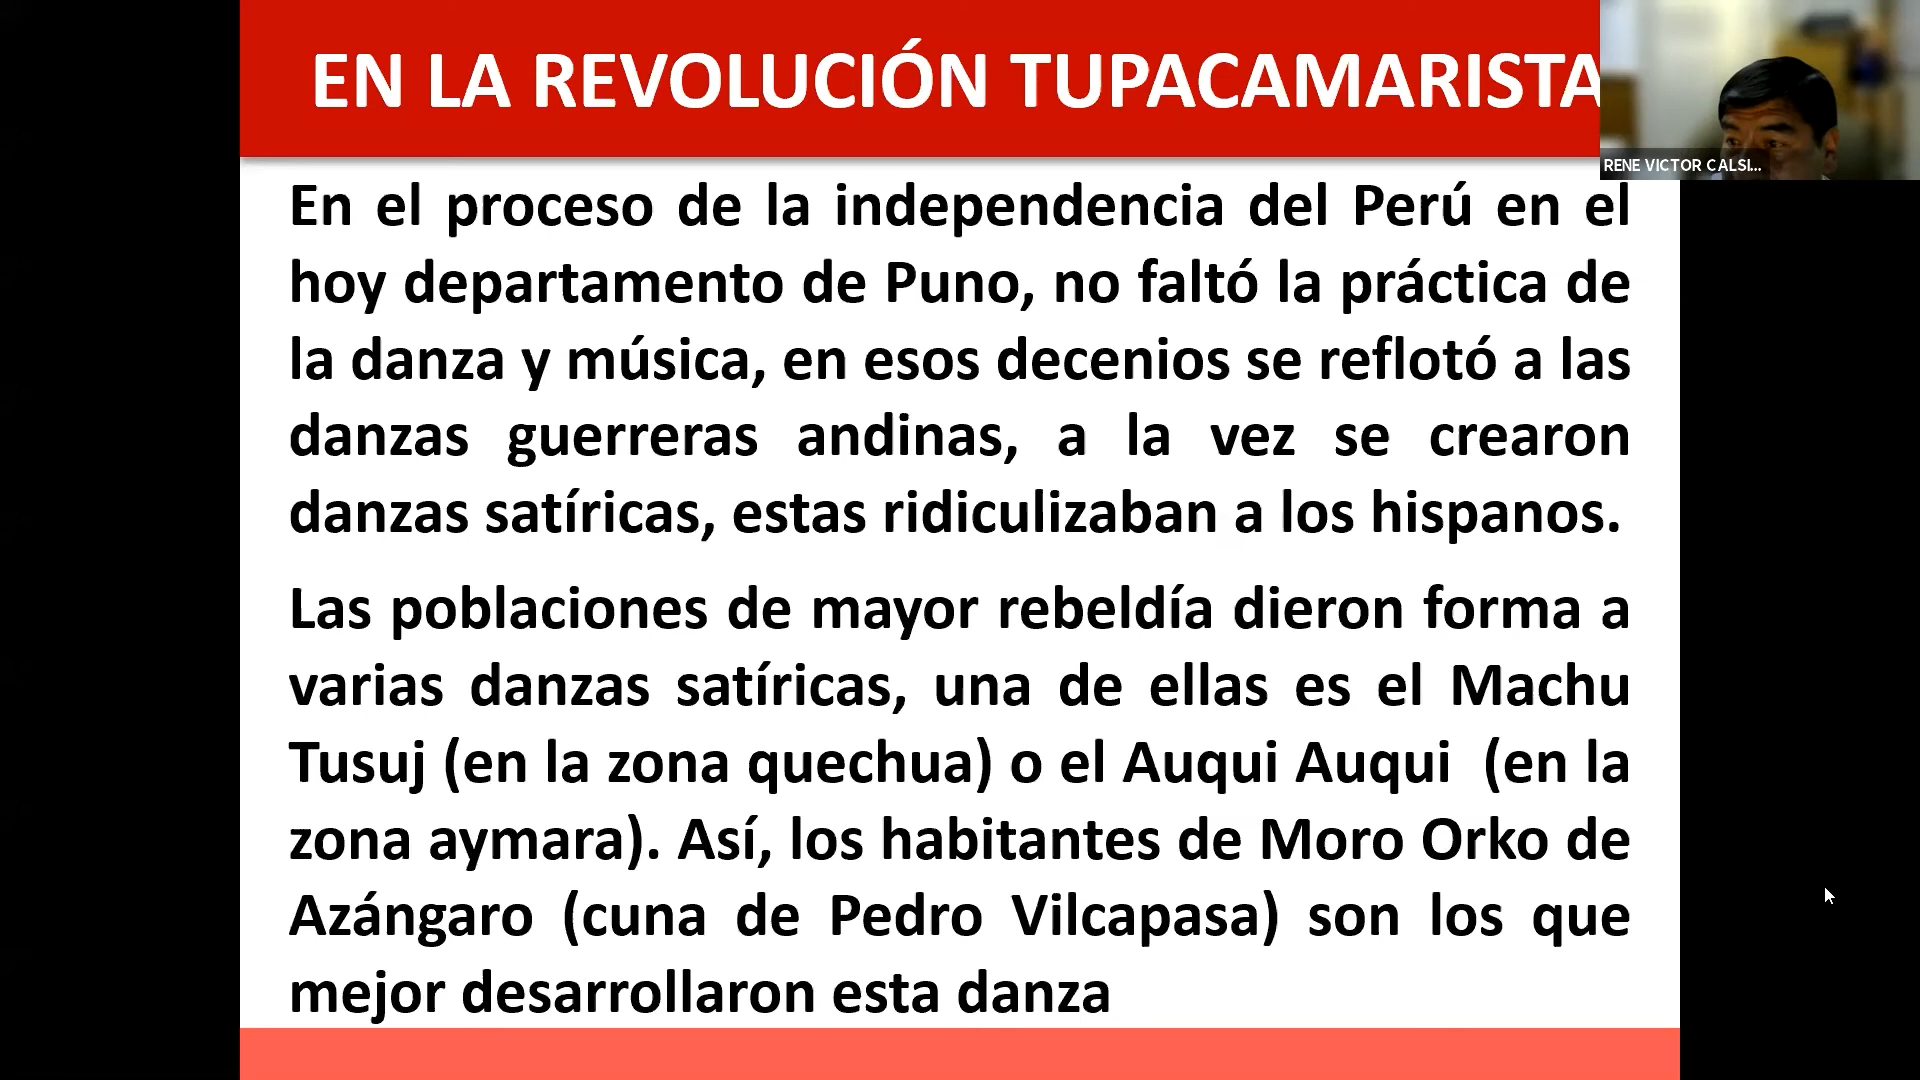 EN LA REVOLUCIÓN TUPACAMARISTA
RENE VICTOR CALSI...
En el proceso de la independencia del Perú en el
hoy departamento de Puno, no faltó la práctica de
la danza y música, en esos decenios se reflotó a las
danzas guerreras andinas, a la vez se crearon
danzas satíricas, estas ridiculizaban a los hispanos.
Las poblaciones de mayor rebeldía dieron forma a
varias danzas satíricas, una de ellas es el Machu
Tusuj (en la zona quechua) o el Auqui Auqui (en la
zona aymara). Así, los habitantes de Moro Orko de
Azángaro (cuna de Pedro Vilcapasa) son los que
mejor desarrollaron esta danza